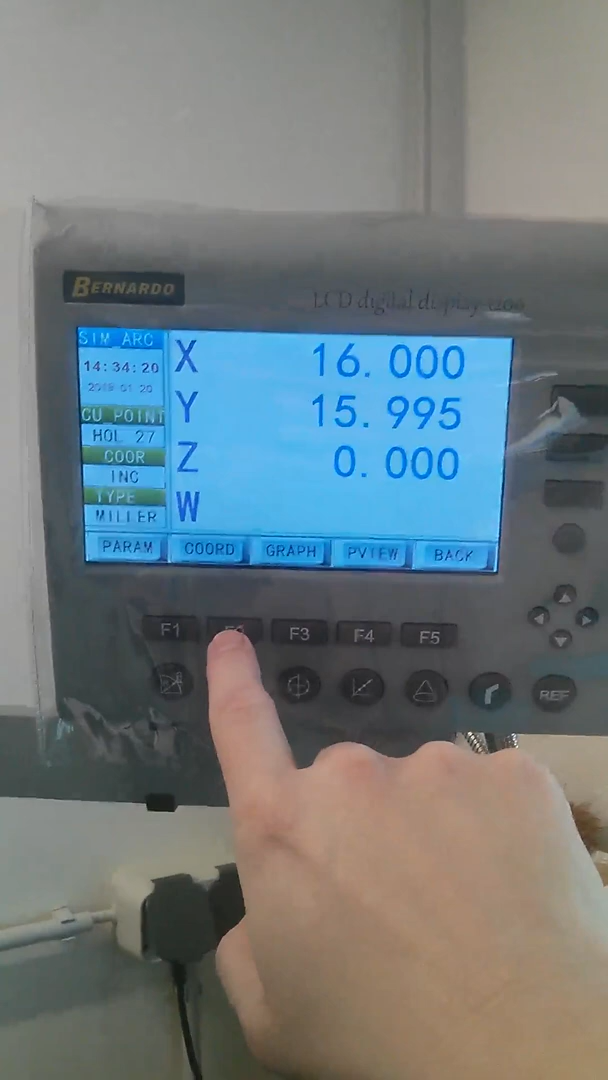 BERNARDO
LCD digital display 1200
SIM ARC
14:34:20
2019-01-20
CU POINT
HOL 27
COOR
INC
TYPE
MILLER
X 16.000
Y 15.995
Z 0.000
W
PARAM COORD GRAPH PVIEW BACK
F1 F3 F4 F5
REF